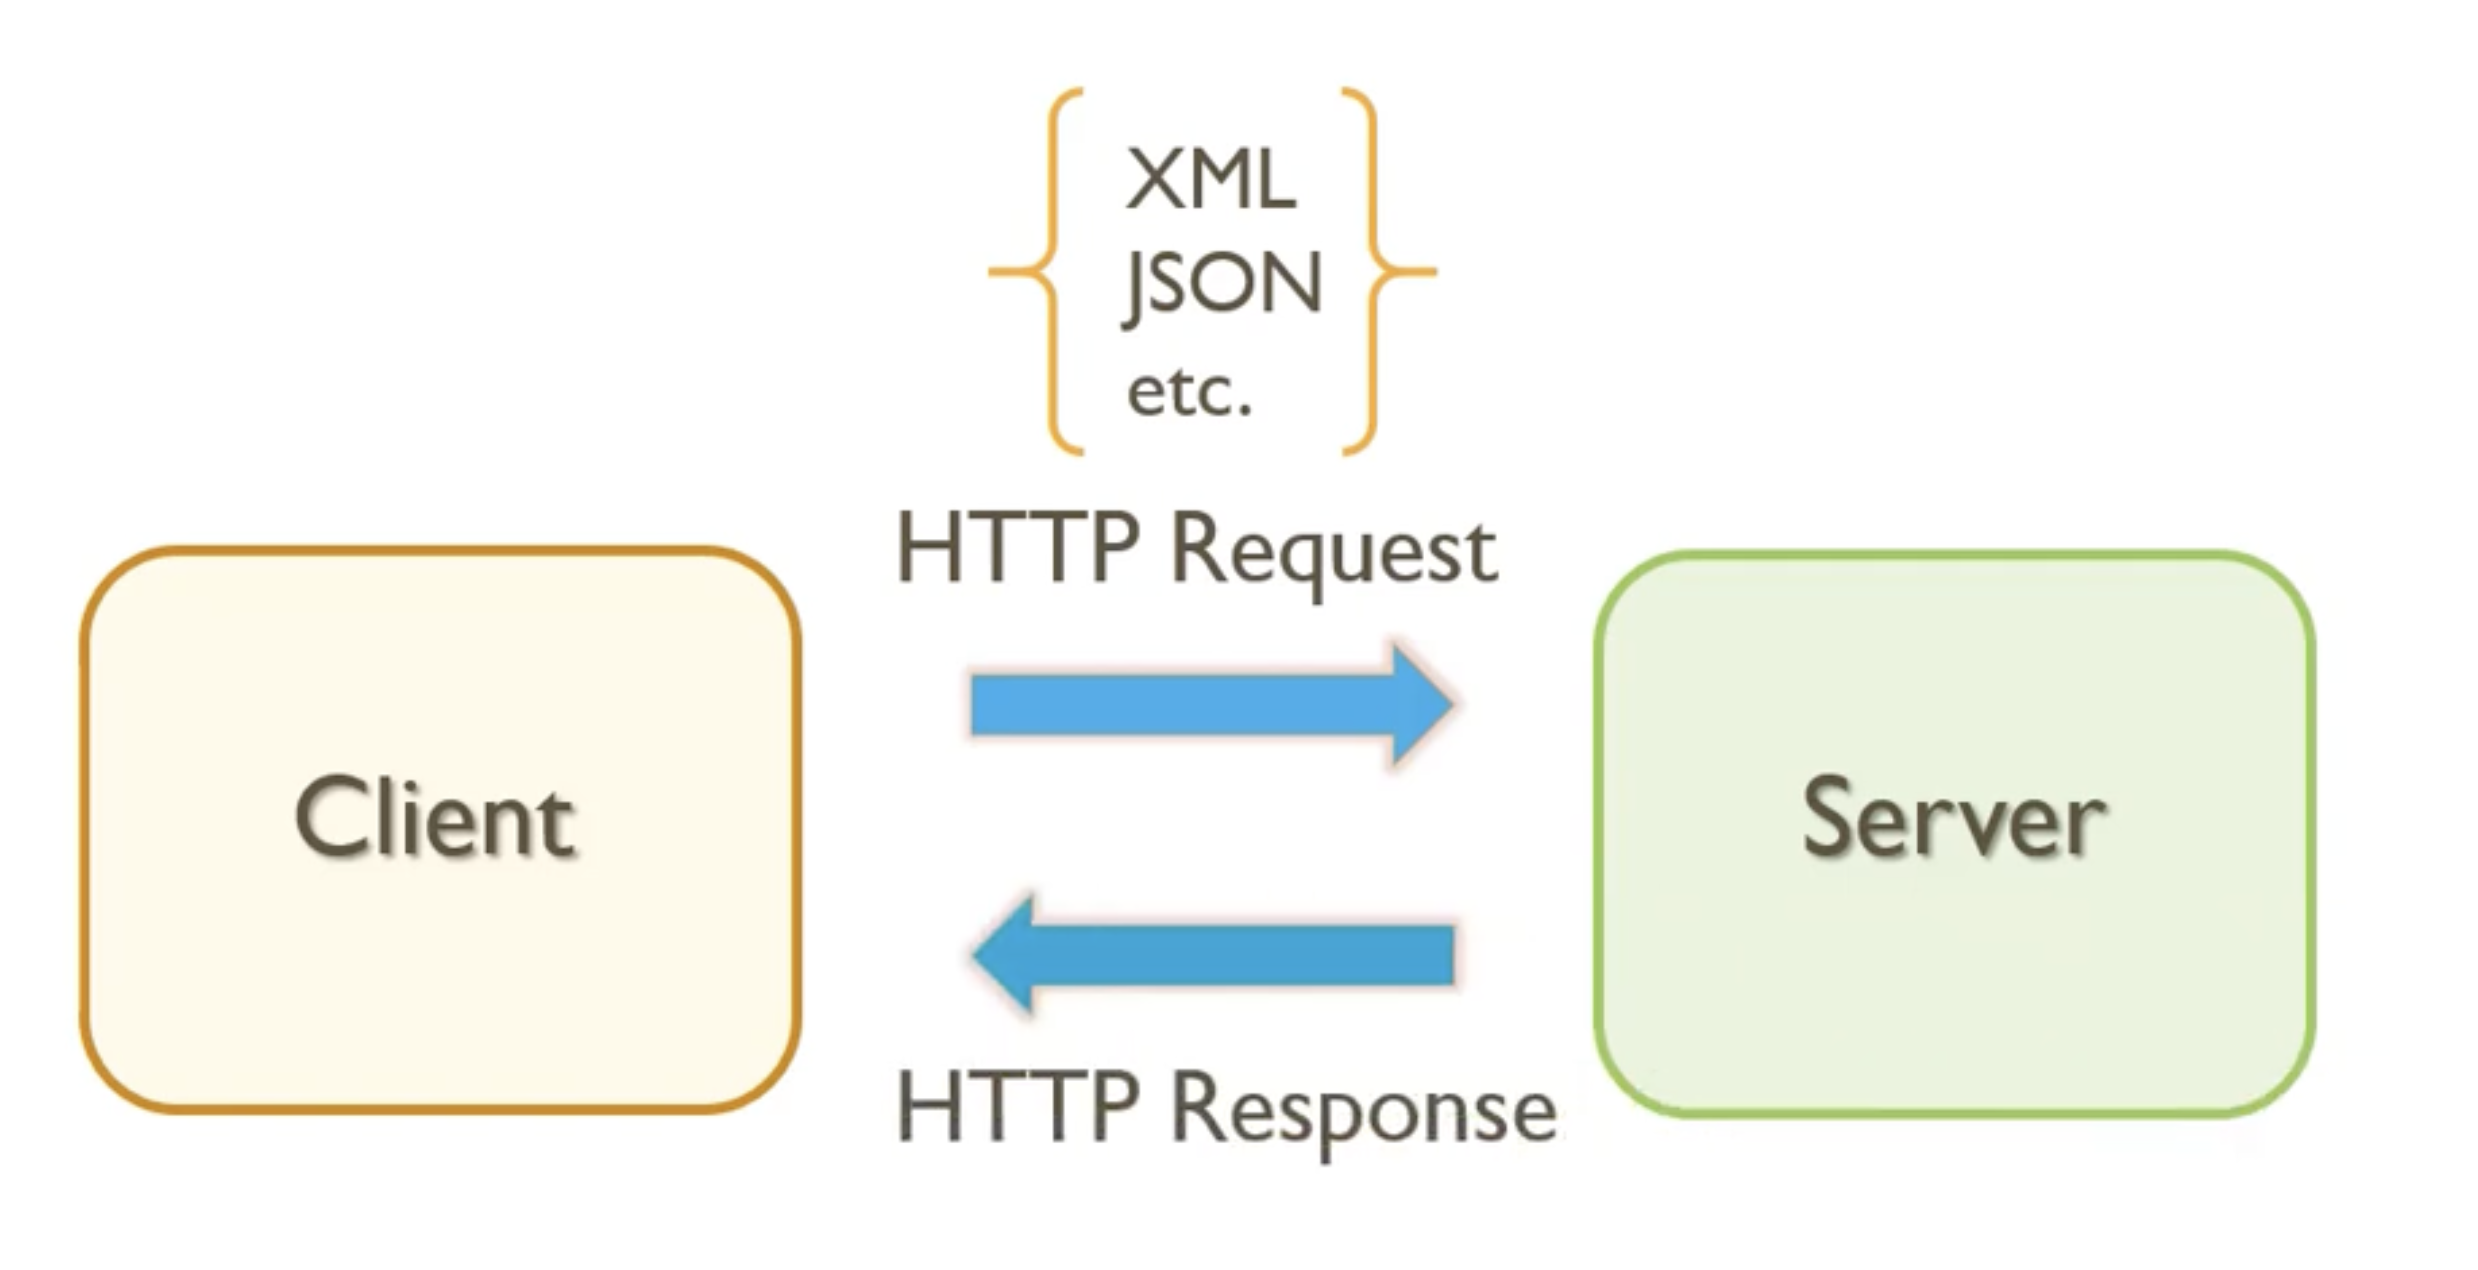 XML
JSON
etc.
HTTP Request
Client
Server
HTTP Response